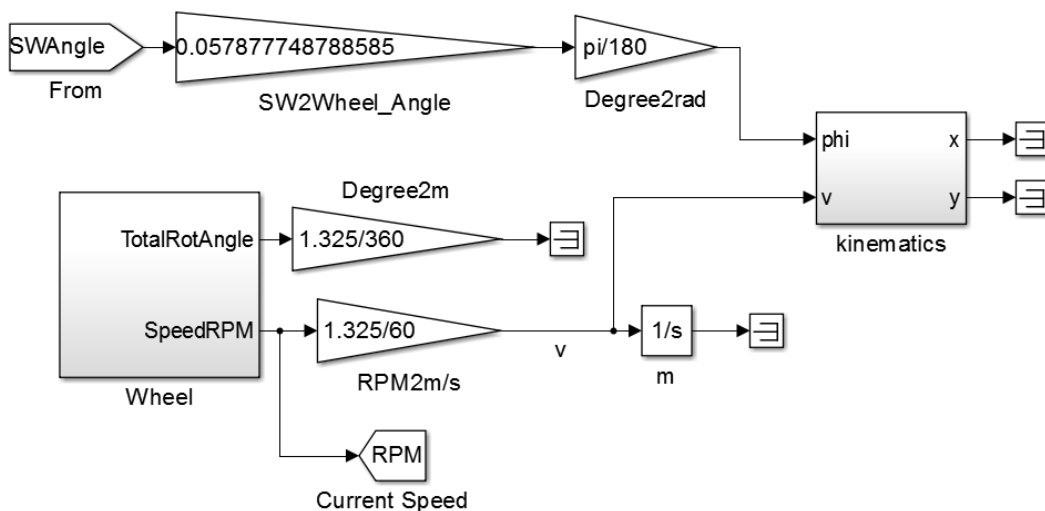 SWAngle
From
0.057877748788585
SW2Wheel_Angle
pi/180
Degree2rad
phi
v
x
y
kinematics
TotalRotAngle
SpeedRPM
Wheel
Degree2m
1.325/360
1.325/60
RPM2m/s
v
1/s
m
RPM
Current Speed